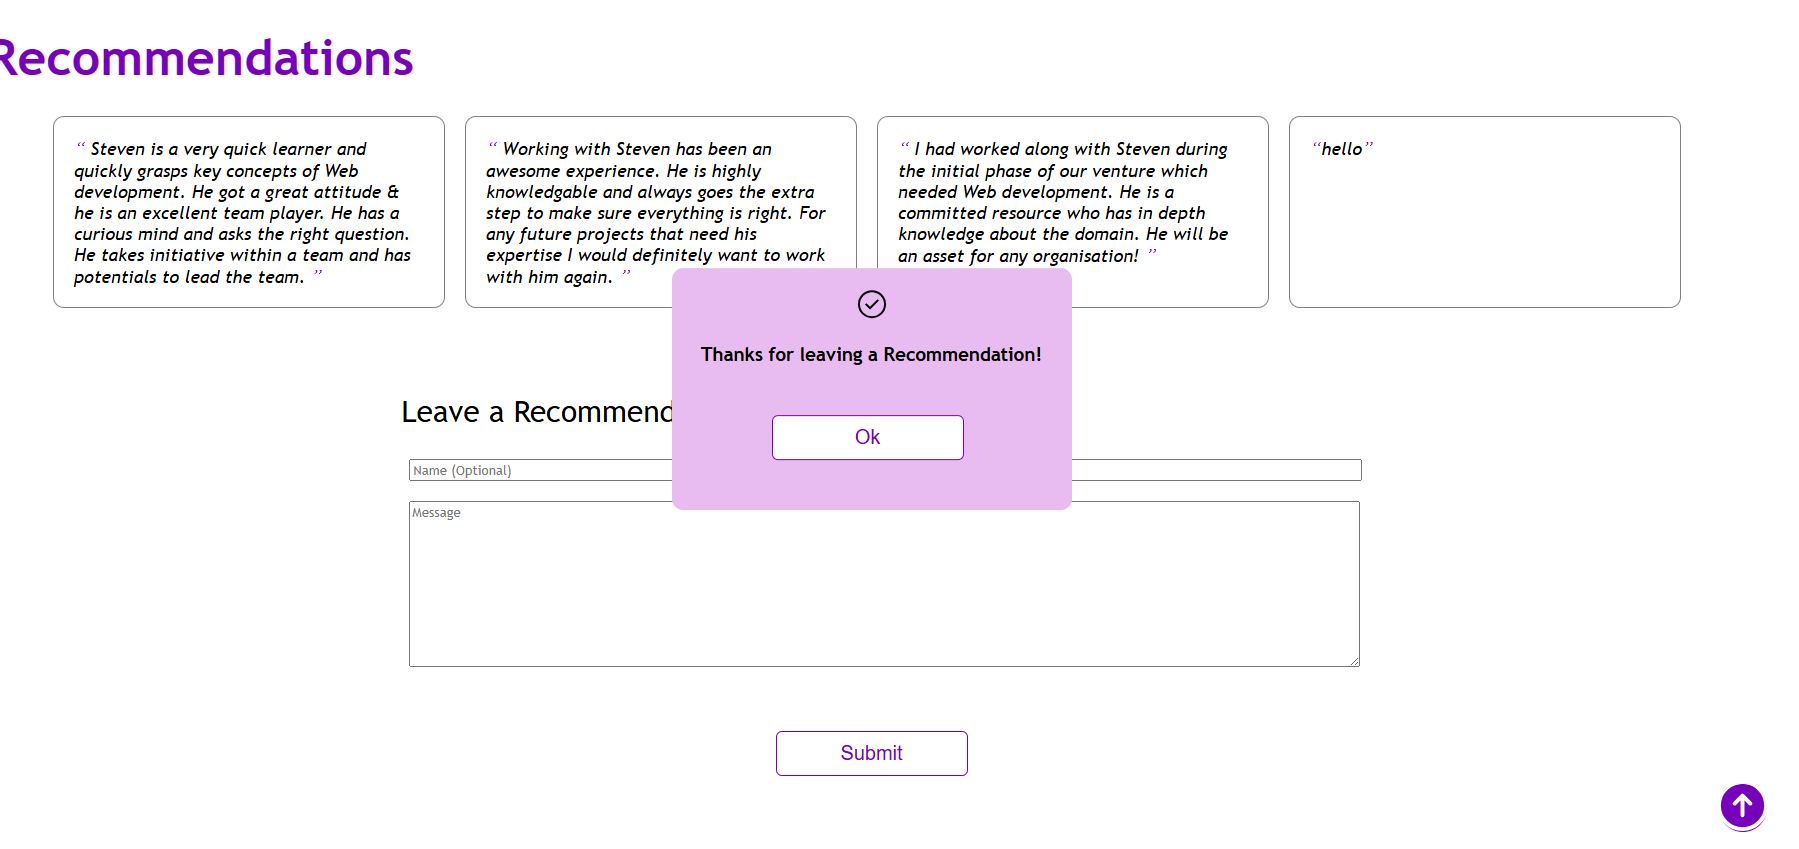 Recommendations
“ Steven is a very quick learner and
quickly grasps key concepts of Web
development. He got a great attitude &
he is an excellent team player. He has a
curious mind and asks the right question.
He takes initiative within a team and has
potentials to lead the team. ”
“ Working with Steven has been an
awesome experience. He is highly
knowledgable and always goes the extra
step to make sure everything is right. For
any future projects that need his
expertise I would definitely want to work
with him again. ”
“ I had worked along with Steven during
the initial phase of our venture which
needed Web development. He is a
committed resource who has in depth
knowledge about the domain. He will be
an asset for any organisation! ”
“hello”
Thanks for leaving a Recommendation!
Ok
Leave a Recommend
Name (Optional)
Message
Submit